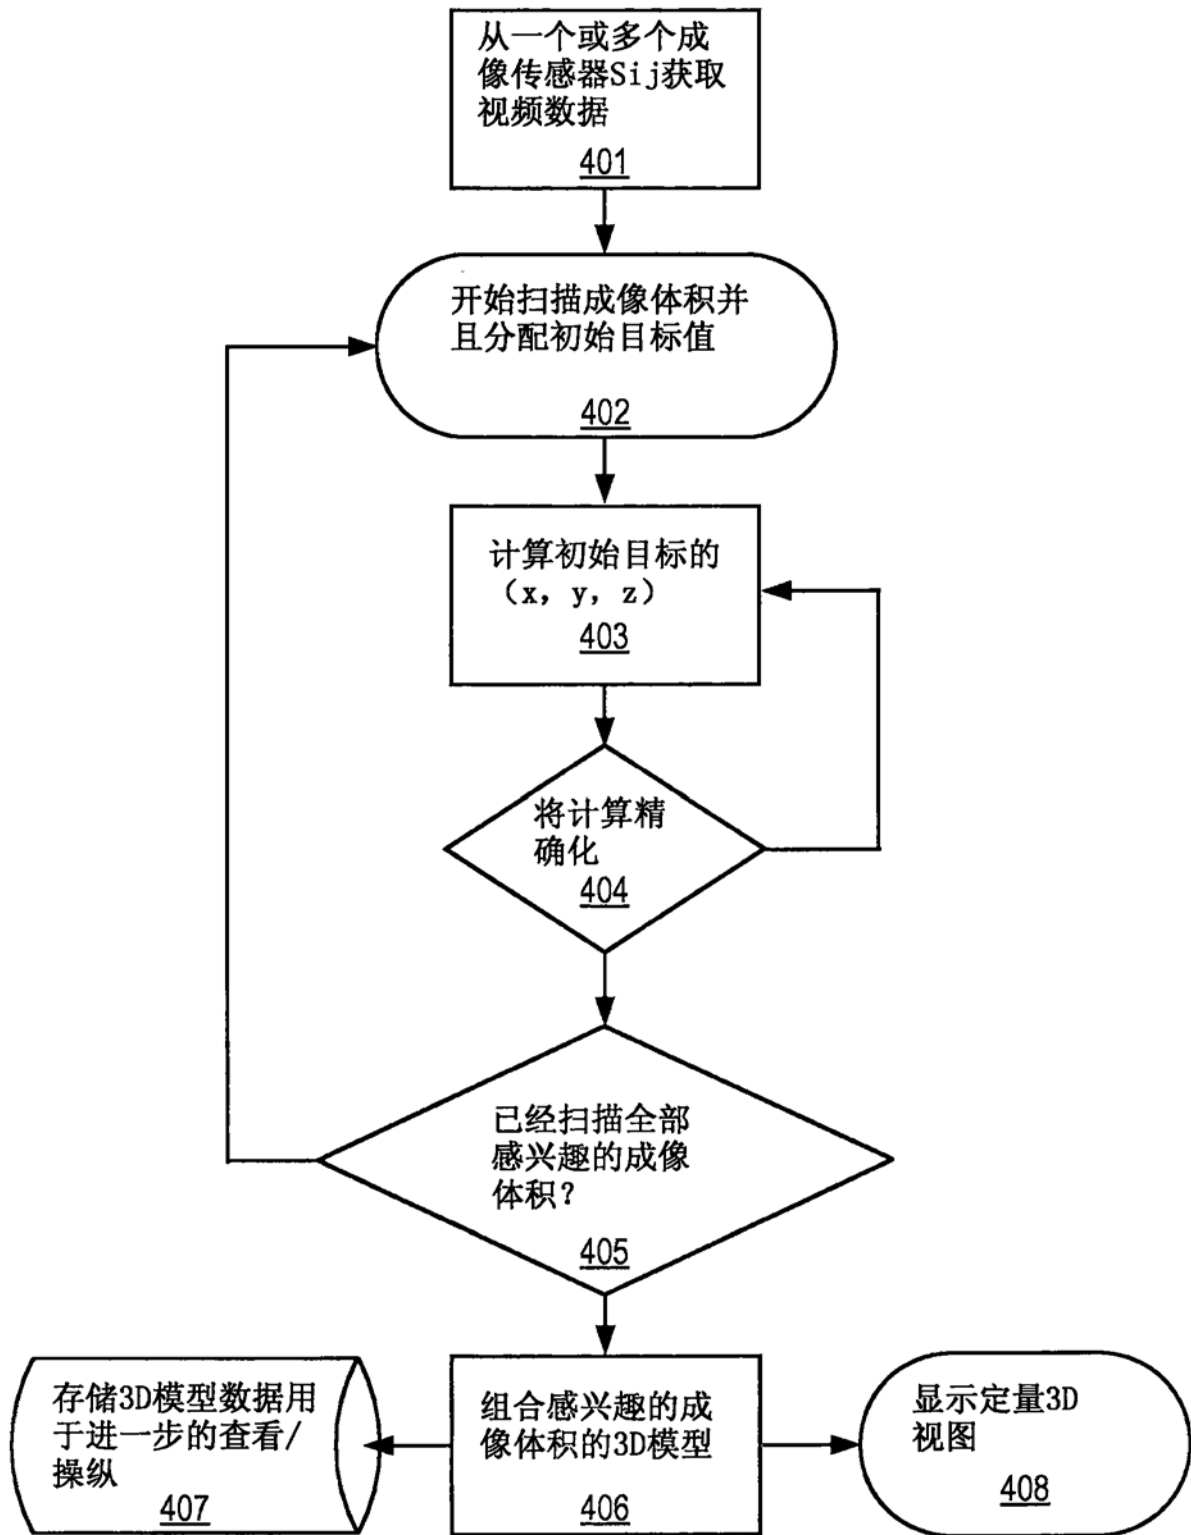 从一个或多个成
像传感器Sij获取
视频数据
401
开始扫描成像体积并
且分配初始目标值
402
计算初始目标的
（x，y，z）
403
将计算精
确化
404
已经扫描全部
感兴趣的成像
体积？
405
存储3D模型数据用
于进一步的查看/
操纵
407
组合感兴趣的成
像体积的3D模型
406
显示定量3D
视图
408